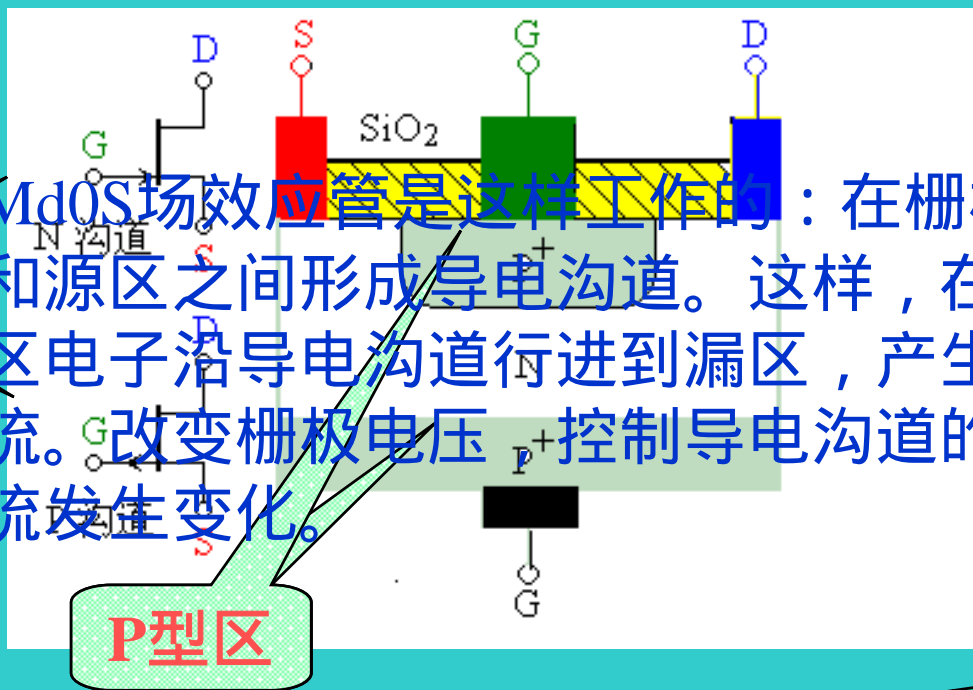 S
G
D
D
SiO2
G
Md0S场效应管是这样工作的：在栅
N 沟道
S
P+
和源区之间形成导电沟道。这样，在
D
区电子沿导电沟道行进到漏区，产生
N
G
流。改变栅极电压，控制导电沟道的
P+
流发生变化。
沟道
S
G
P型区